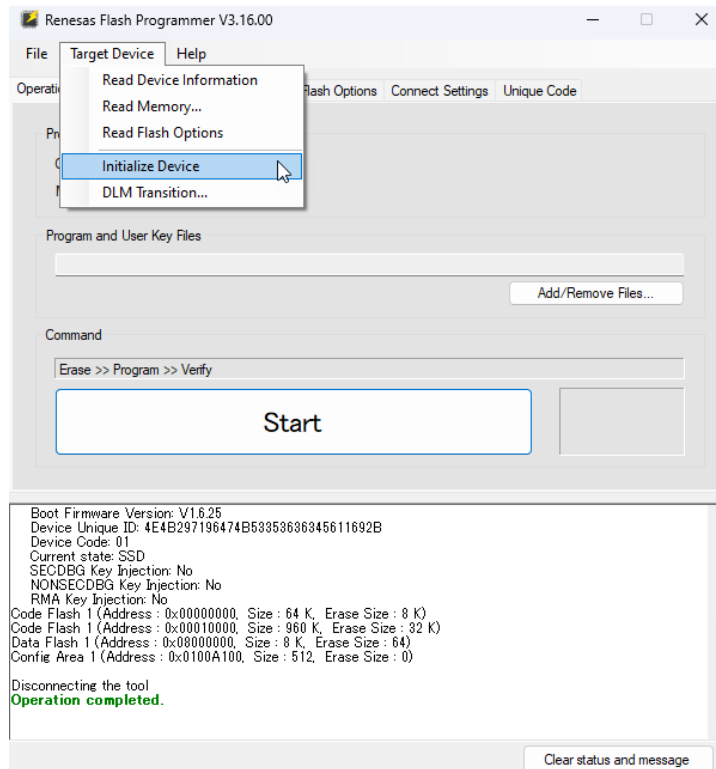 Renesas Flash Programmer V3.16.00
File Target Device Help
Read Device Information
Read Memory...
Read Flash Options
Initialize Device
DLM Transition...
Flash Options Connect Settings Unique Code
Program and User Key Files
Add/Remove Files...
Command
Erase >> Program >> Verify
Start
Boot Firmware Version: V1.6.25
Device Unique ID: 4E4B297196474B53353636345611692B
Device Code: 01
Current state: SSD
SECDBG Key Injection: No
NONSECDBG Key Injection: No
RMA Key Injection: No
Code Flash 1 (Address : 0x00000000, Size : 64 K, Erase Size : 8 K)
Code Flash 1 (Address : 0x00010000, Size : 960 K, Erase Size : 32 K)
Data Flash 1 (Address : 0x08000000, Size : 8 K, Erase Size : 64)
Config Area 1 (Address : 0x0100A100, Size : 512, Erase Size : 0)
Disconnecting the tool
Operation completed.
Clear status and message